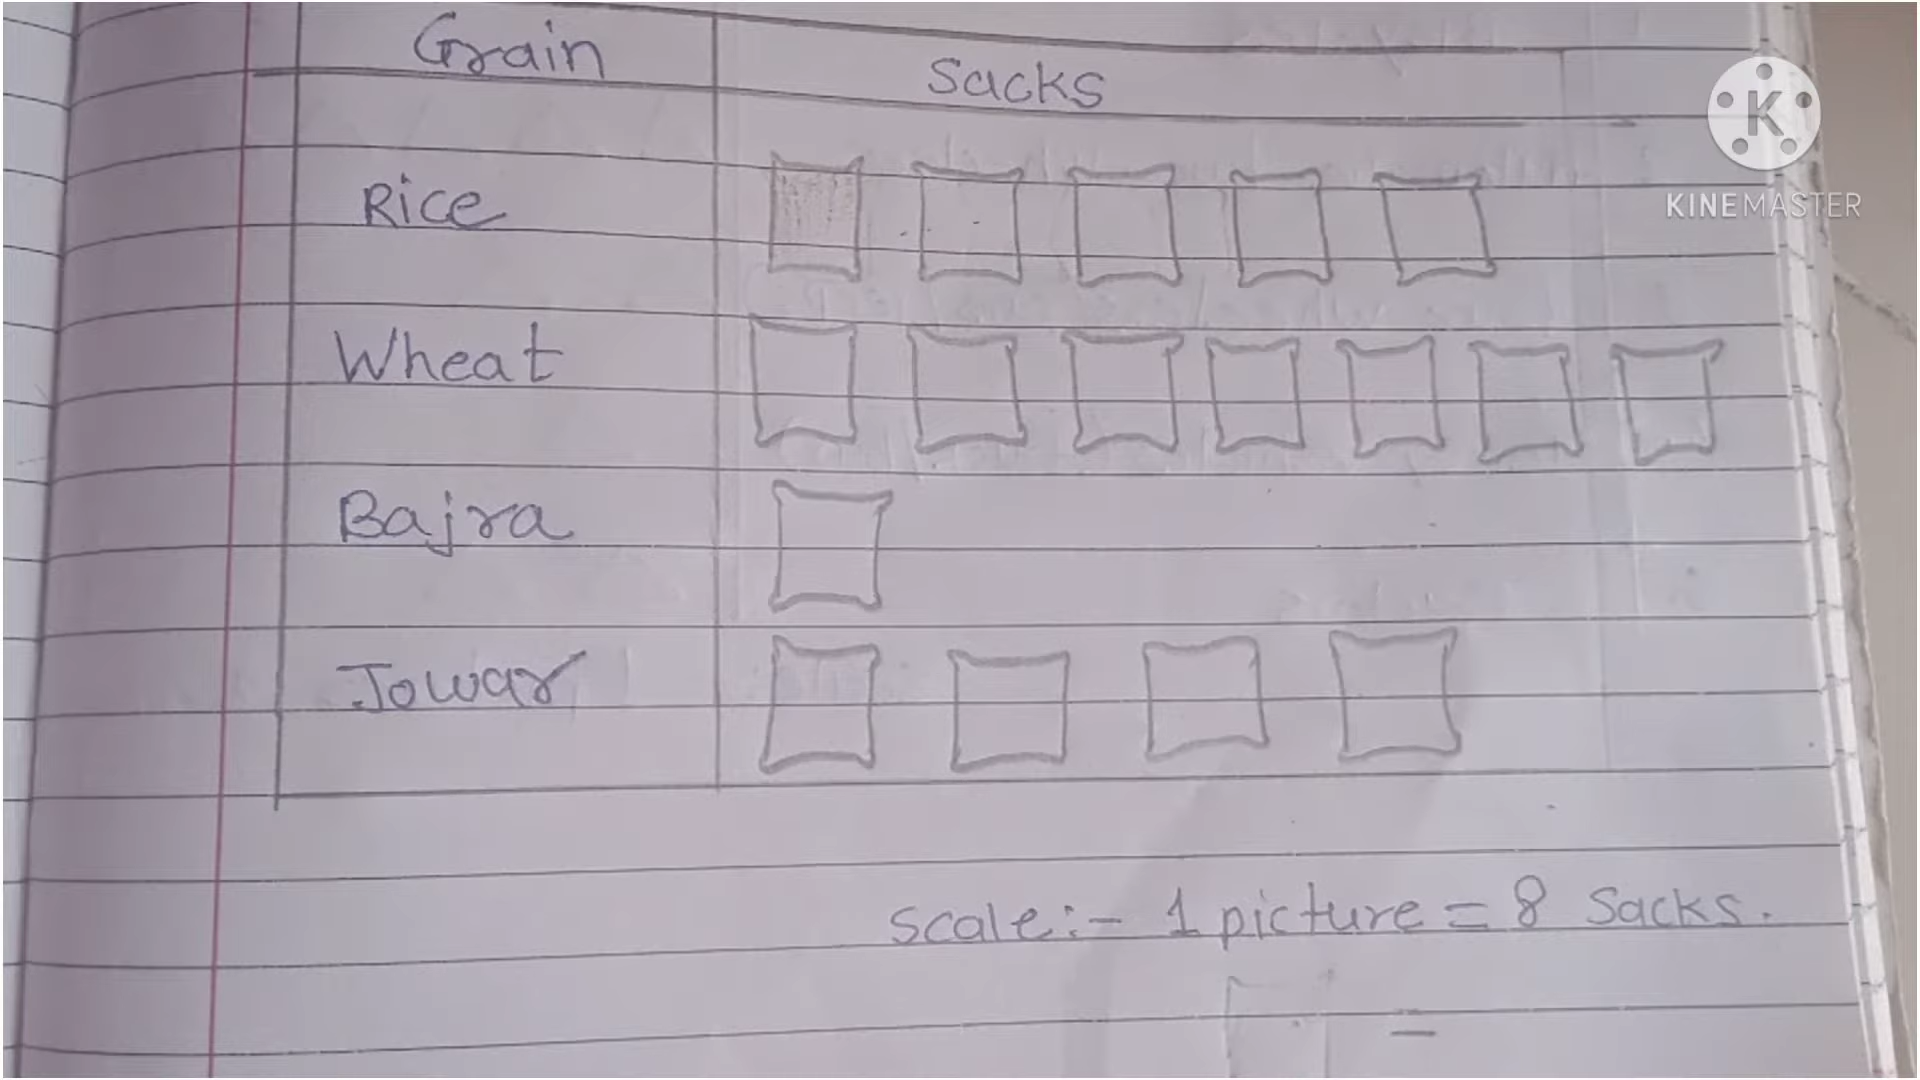 Grain Sacks
K
KINEMASTER
Rice
Wheat
Bajra
Jowar
Scale:- 1 picture = 8 Sacks.